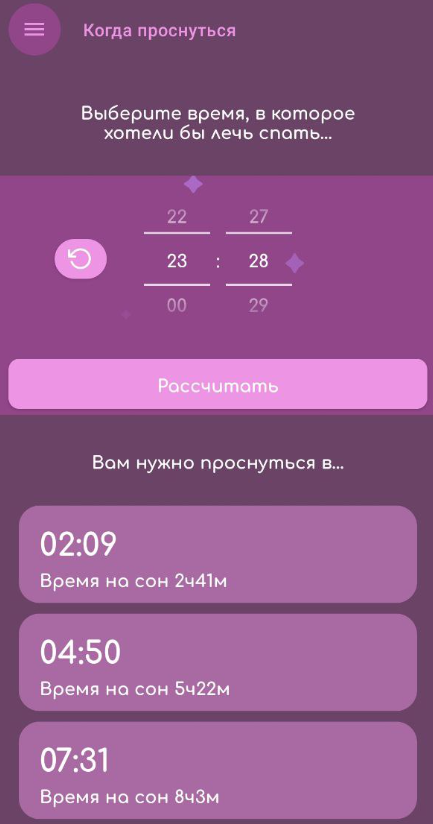 Когда проснуться
Выберите время, в которое
хотели бы лечь спать...
22 27
23 : 28
00 29
Рассчитать
Вам нужно проснуться в...
02:09
Время на сон 2ч41м
04:50
Время на сон 5ч22м
07:31
Время на сон 8ч3м